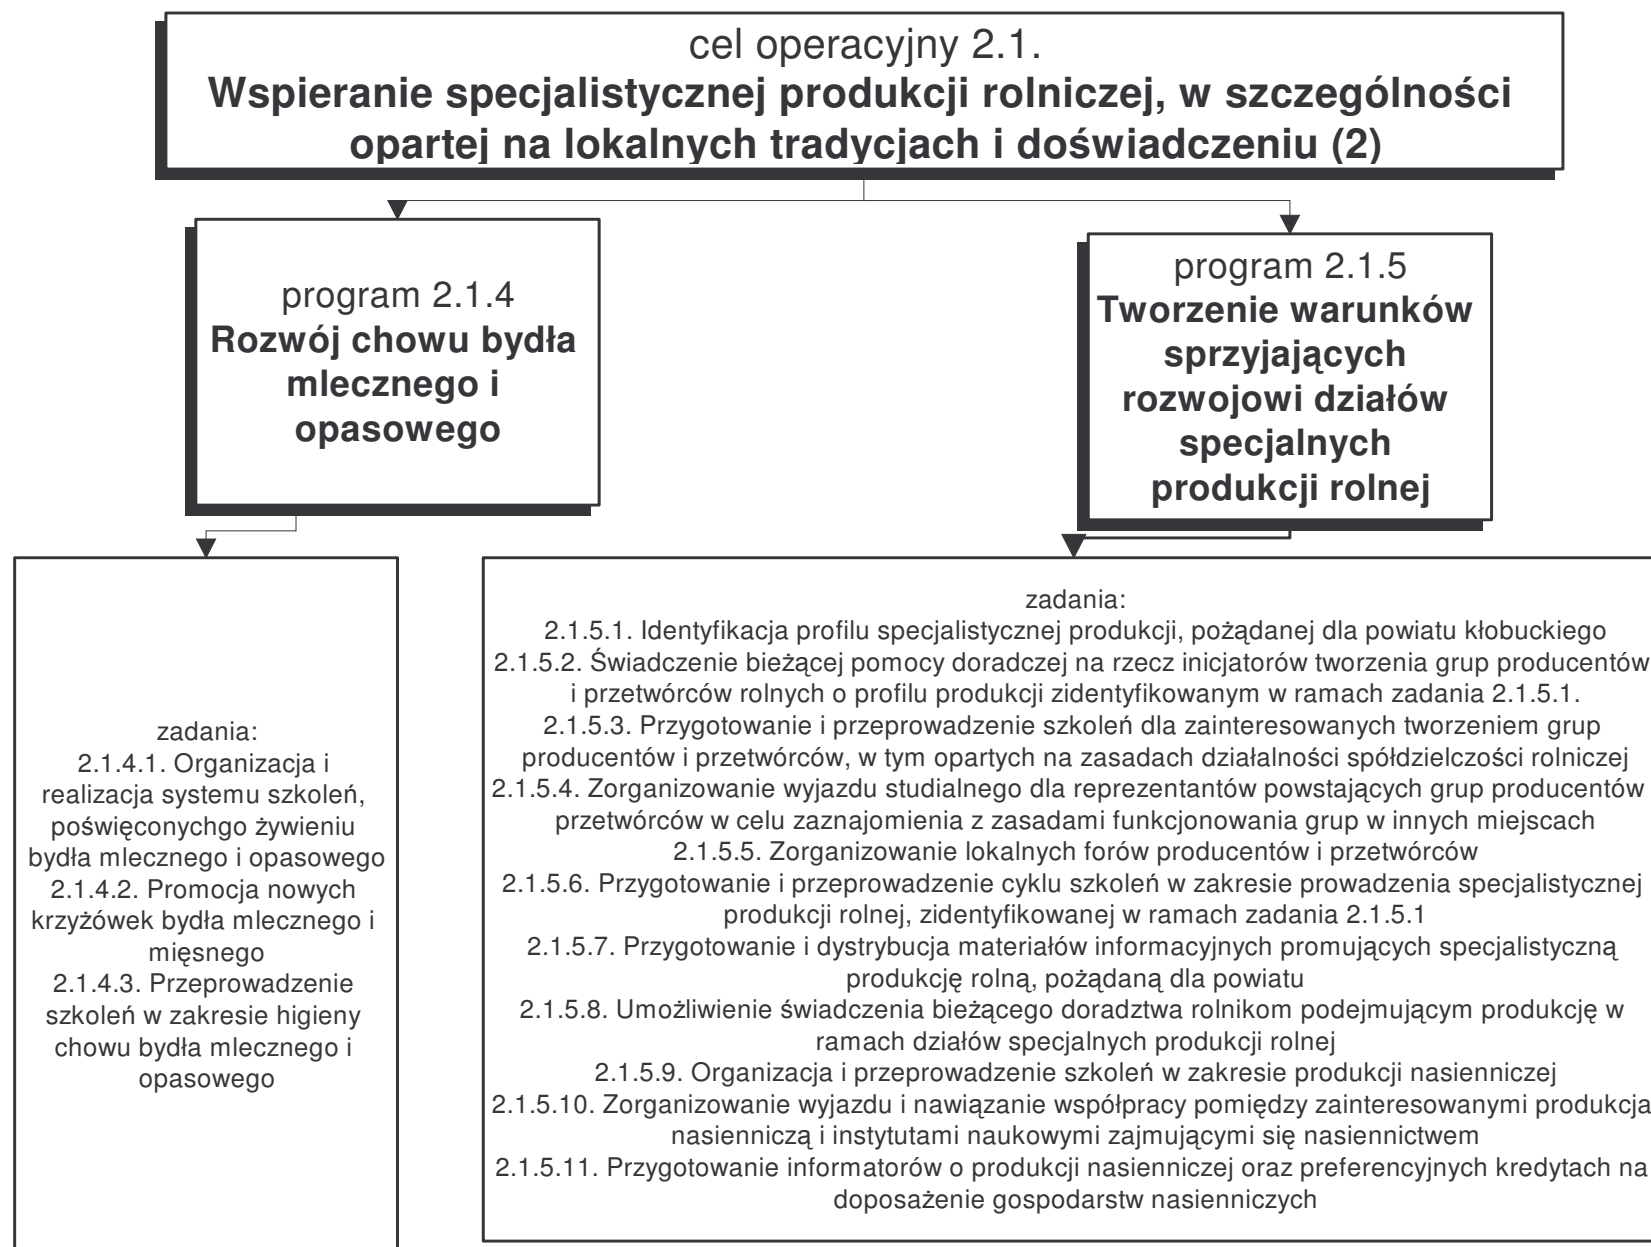 cel operacyjny 2.1.
Wspieranie specjalistycznej produkcji rolniczej, w szczególności
opartej na lokalnych tradycjach i doświadczeniu (2)
program 2.1.4
Rozwój chowu bydła
mlecznego i
opasowego
program 2.1.5
Tworzenie warunków
sprzyjających
rozwojowi działów
specjalnych
produkcji rolnej
zadania:
2.1.4.1. Organizacja i
realizacja systemu szkoleń,
poświęconychgo żywieniu
bydła mlecznego i opasowego
2.1.4.2. Promocja nowych
krzyżówek bydła mlecznego i
mięsnego
2.1.4.3. Przeprowadzenie
szkoleń w zakresie higieny
chowu bydła mlecznego i
opasowego
zadania:
2.1.5.1. Identyfikacja profilu specjalistycznej produkcji, pożądanej dla powiatu kłobuckiego
2.1.5.2. Świadczenie bieżącej pomocy doradczej na rzecz inicjatorów tworzenia grup producentów
i przetwórców rolnych o profilu produkcji zidentyfikowanym w ramach zadania 2.1.5.1.
2.1.5.3. Przygotowanie i przeprowadzenie szkoleń dla zainteresowanych tworzeniem grup
producentów i przetwórców, w tym opartych na zasadach działalności spółdzielczości rolniczej
2.1.5.4. Zorganizowanie wyjazdu studialnego dla reprezentantów powstających grup producentów
przetwórców w celu zaznajomienia z zasadami funkcjonowania grup w innych miejscach
2.1.5.5. Zorganizowanie lokalnych forów producentów i przetwórców
2.1.5.6. Przygotowanie i przeprowadzenie cyklu szkoleń w zakresie prowadzenia specjalistycznej
produkcji rolnej, zidentyfikowanej w ramach zadania 2.1.5.1
2.1.5.7. Przygotowanie i dystrybucja materiałów informacyjnych promujących specjalistyczną
produkcję rolną, pożądaną dla powiatu
2.1.5.8. Umożliwienie świadczenia bieżącego doradztwa rolnikom podejmującym produkcję w
ramach działów specjalnych produkcji rolnej
2.1.5.9. Organizacja i przeprowadzenie szkoleń w zakresie produkcji nasienniczej
2.1.5.10. Zorganizowanie wyjazdu i nawiązanie współpracy pomiędzy zainteresowanymi produkcja
nasienniczą i instytutami naukowymi zajmującymi się nasiennictwem
2.1.5.11. Przygotowanie informatorów o produkcji nasienniczej oraz preferencyjnych kredytach na
doposażenie gospodarstw nasienniczych